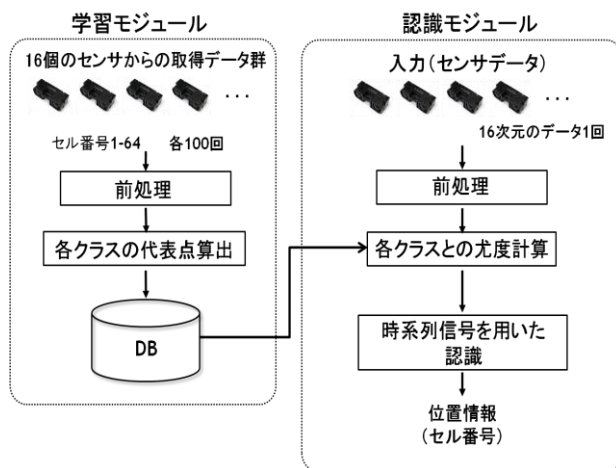 学習モジュール
16個のセンサからの取得データ群
...
セル番号1-64 各100回
前処理
各クラスの代表点算出
DB
認識モジュール
入力(センサデータ)
...
16次元のデータ1回
前処理
各クラスとの尤度計算
時系列信号を用いた
認識
位置情報
(セル番号)